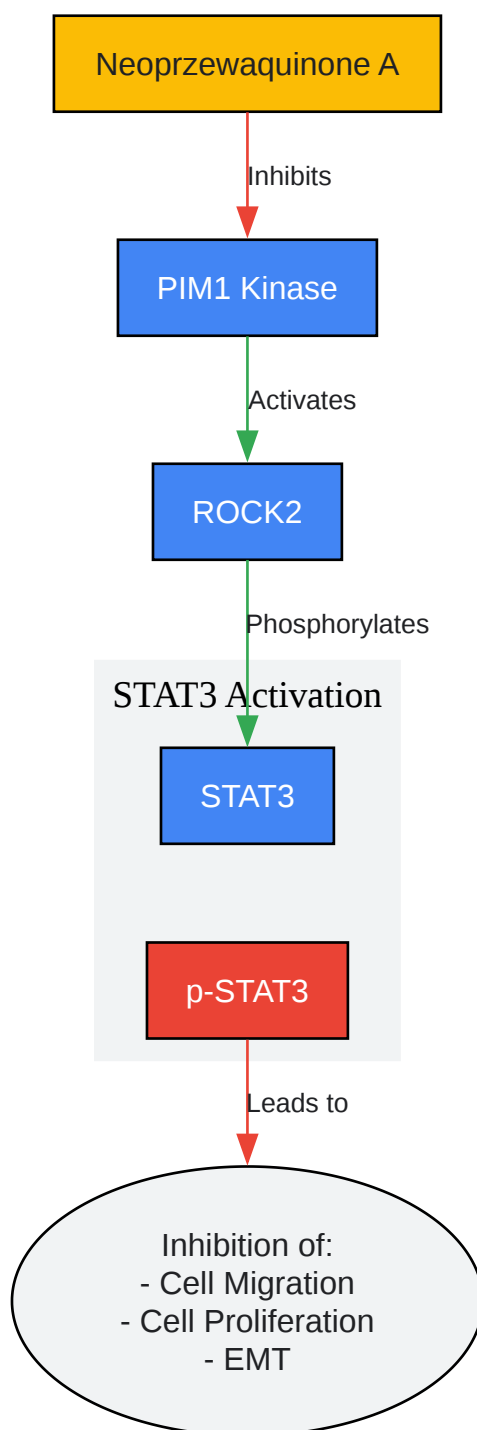 Neoprzewaquinone A
Inhibits
PIM1 Kinase
Activates
ROCK2
Phosphorylates
STAT3 Activation
STAT3
p-STAT3
Leads to
Inhibition of:
- Cell Migration
- Cell Proliferation
- EMT